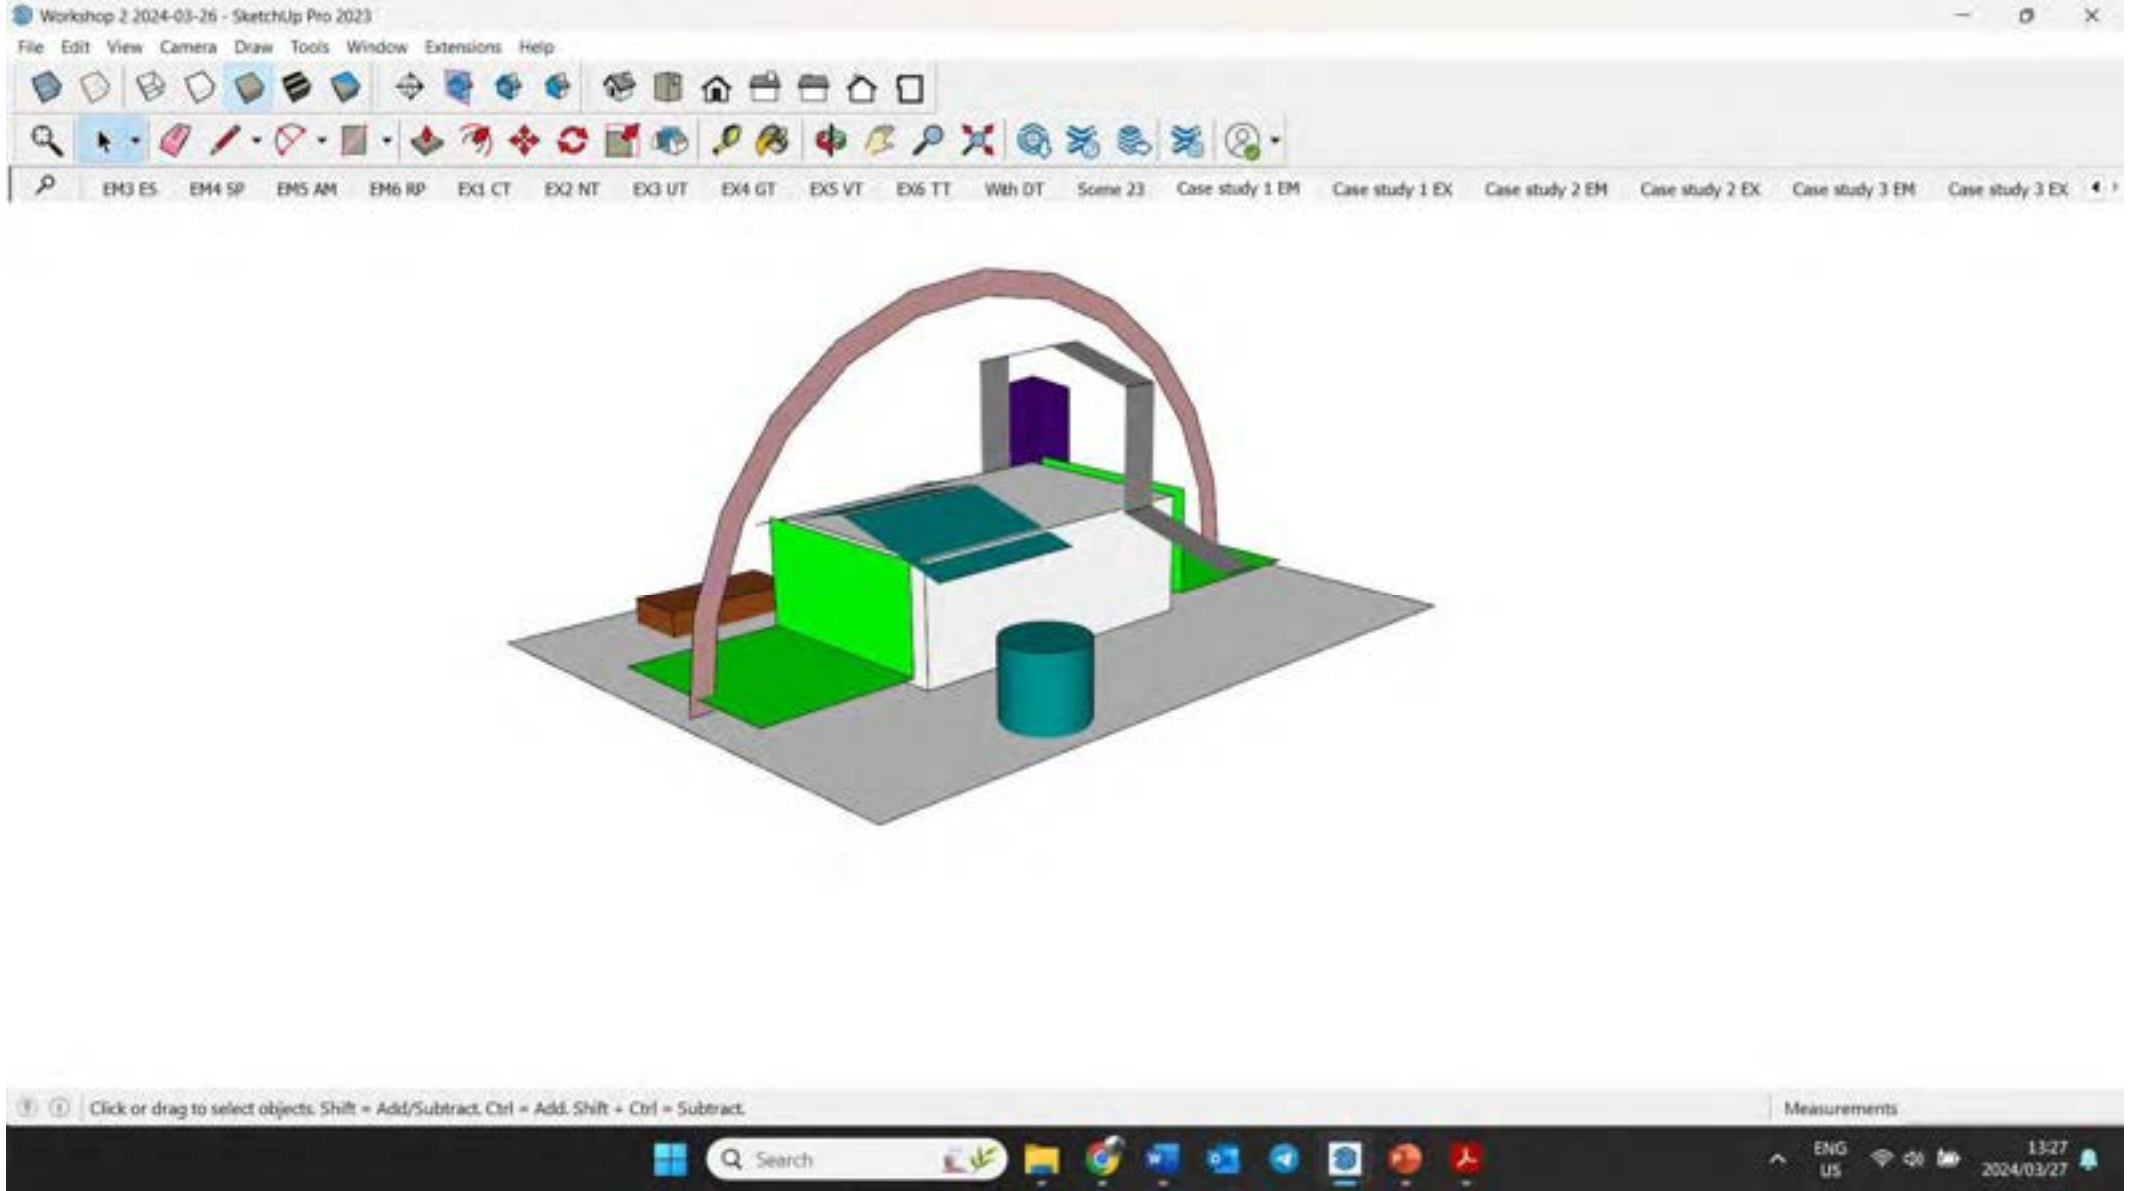 Workshop 2 2024-03-26 - SketchUp Pro 2023
File Edit View Camera Draw Tools Window Extensions Help
EM3 ES EM4 SP EM5 AM EM6 RP EX1 CT EX2 NT EX3 UT EX4 GT EX5 VT EX6 TT With DT Scene 23 Case study 1 EM Case study 1 EX Case study 2 EM Case study 2 EX Case study 3 EM Case study 3 EX
Click or drag to select objects. Shift = Add/Subtract. Ctrl = Add. Shift + Ctrl = Subtract. Measurements
Search
ENG 13:27
US 2024/03/27